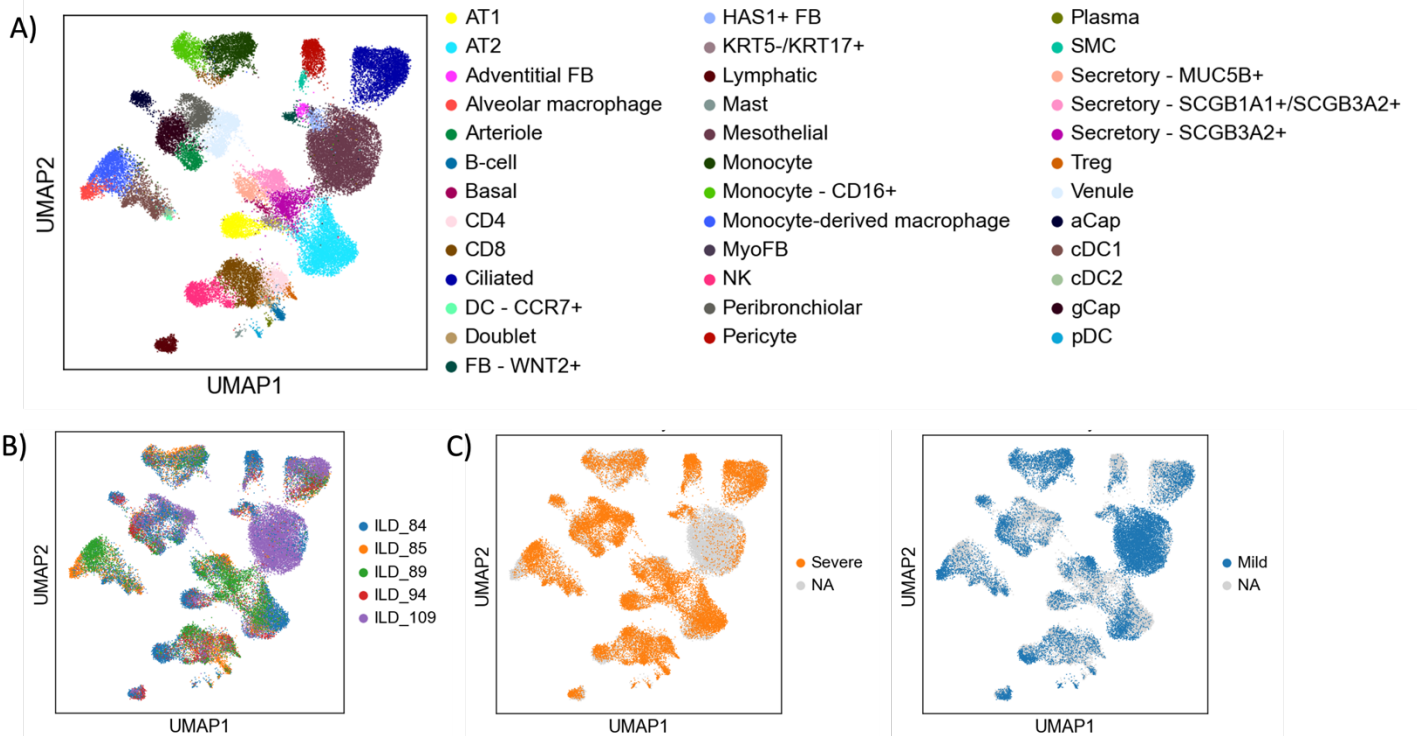 A)
UMAP2
UMAP1
AT1
AT2
Adventitial FB
Alveolar macrophage
Arteriole
B-cell
Basal
CD4
CD8
Ciliated
DC - CCR7+
Doublet
FB - WNT2+
HAS1+ FB
KRT5-/KRT17+
Lymphatic
Mast
Mesothelial
Monocyte
Monocyte - CD16+
Monocyte-derived macrophage
MyoFB
NK
Peribronchiolar
Pericyte
Plasma
SMC
Secretory - MUC5B+
Secretory - SCGB1A1+/SCGB3A2+
Secretory - SCGB3A2+
Treg
Venule
aCap
cDC1
cDC2
gCap
pDC
B)
UMAP2
UMAP1
ILD_84
ILD_85
ILD_89
ILD_94
ILD_109
C)
UMAP2
UMAP1
Severe
NA
UMAP2
UMAP1
Mild
NA